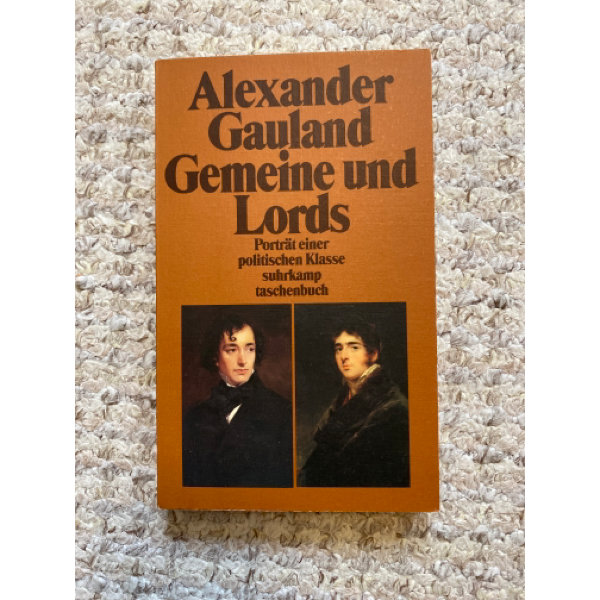 Alexander
Gauland
Gemeine und
Lords
Porträt einer
politischen Klasse
suhrkamp
taschenbuch